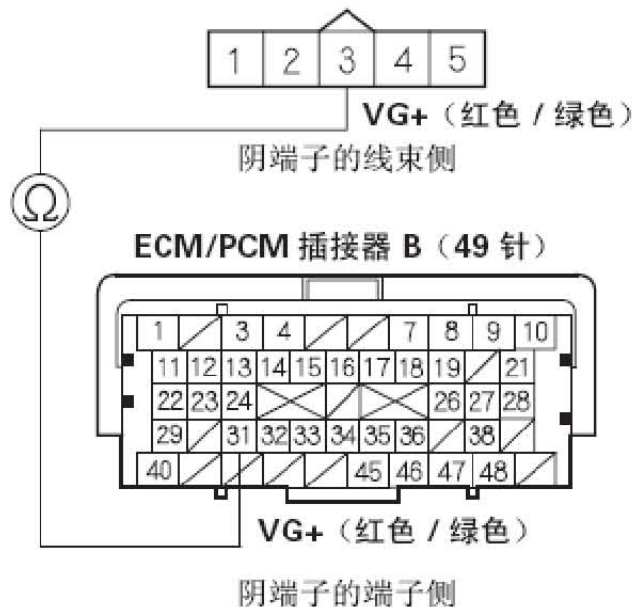 1 2 3 4 5
VG+（红色 / 绿色）
阴端子的线束侧
Ω
ECM/PCM 插接器 B（49 针）
1 3 4 7 8 9 10
11 12 13 14 15 16 17 18 19 21
22 23 24 26 27 28
29 31 32 33 34 35 36 38
40 45 46 47 48
VG+（红色 / 绿色）
阴端子的端子侧